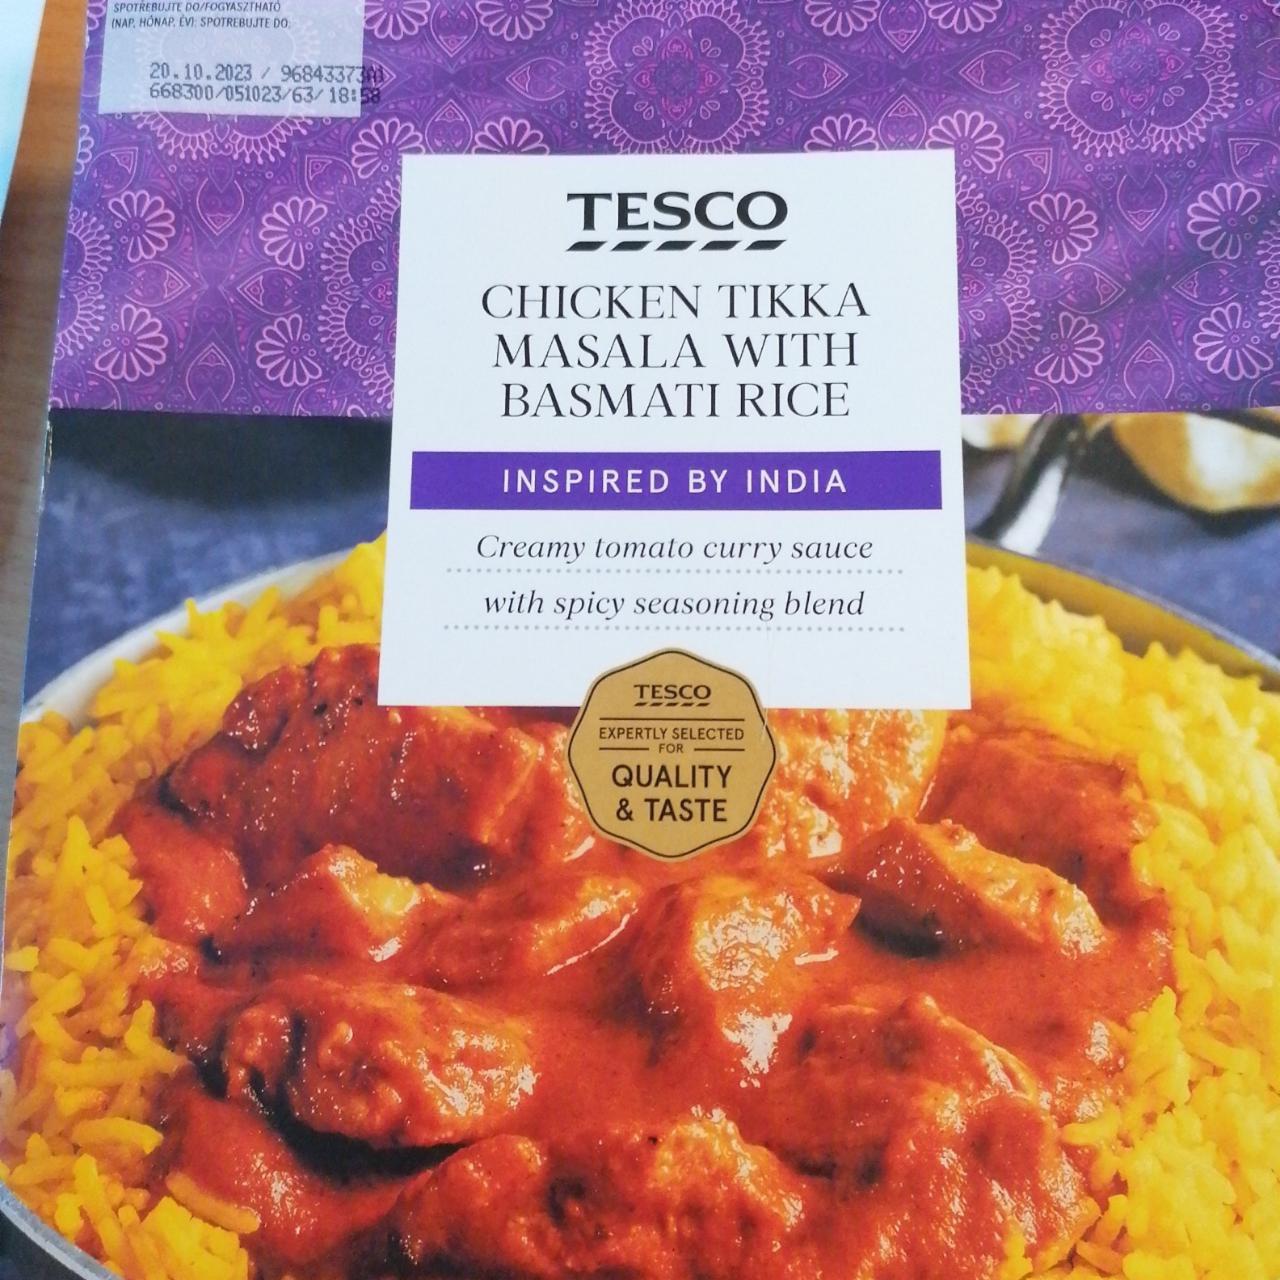 SPOTŘEBUJTE DO/FOGYASZTHATÓ
(NAP, HÓNAP, ÉV): SPOTREBUJTE DO:
20.10.2023 / 96843373A1
668300/051023/63/ 18:58
TESCO
CHICKEN TIKKA
MASALA WITH
BASMATI RICE
INSPIRED BY INDIA
Creamy tomato curry sauce
with spicy seasoning blend
TESCO
EXPERTLY SELECTED
FOR
QUALITY
& TASTE